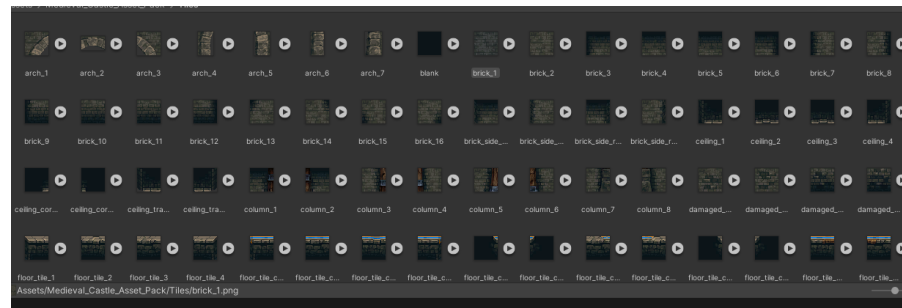 arch_1 arch_2 arch_3 arch_4 arch_5 arch_6 arch_7 blank brick_1 brick_2 brick_3 brick_4 brick_5 brick_6 brick_7 brick_8
brick_9 brick_10 brick_11 brick_12 brick_13 brick_14 brick_15 brick_16 brick_side_... brick_side_... brick_side_r... brick_side_r... ceiling_1 ceiling_2 ceiling_3 ceiling_4
ceiling_cor... ceiling_cor... ceiling_tra... ceiling_tra... column_1 column_2 column_3 column_4 column_5 column_6 column_7 column_8 damaged_... damaged_... damaged_... damaged_...
floor_tile_1 floor_tile_2 floor_tile_3 floor_tile_4 floor_tile_c... floor_tile_c... floor_tile_c... floor_tile_c... floor_tile_c... floor_tile_c... floor_tile_c... floor_tile_c... floor_tile_c... floor_tile_c... floor_tile_... floor_tile_...
Assets/Medieval_Castle_Asset_Pack/Tiles/brick_1.png